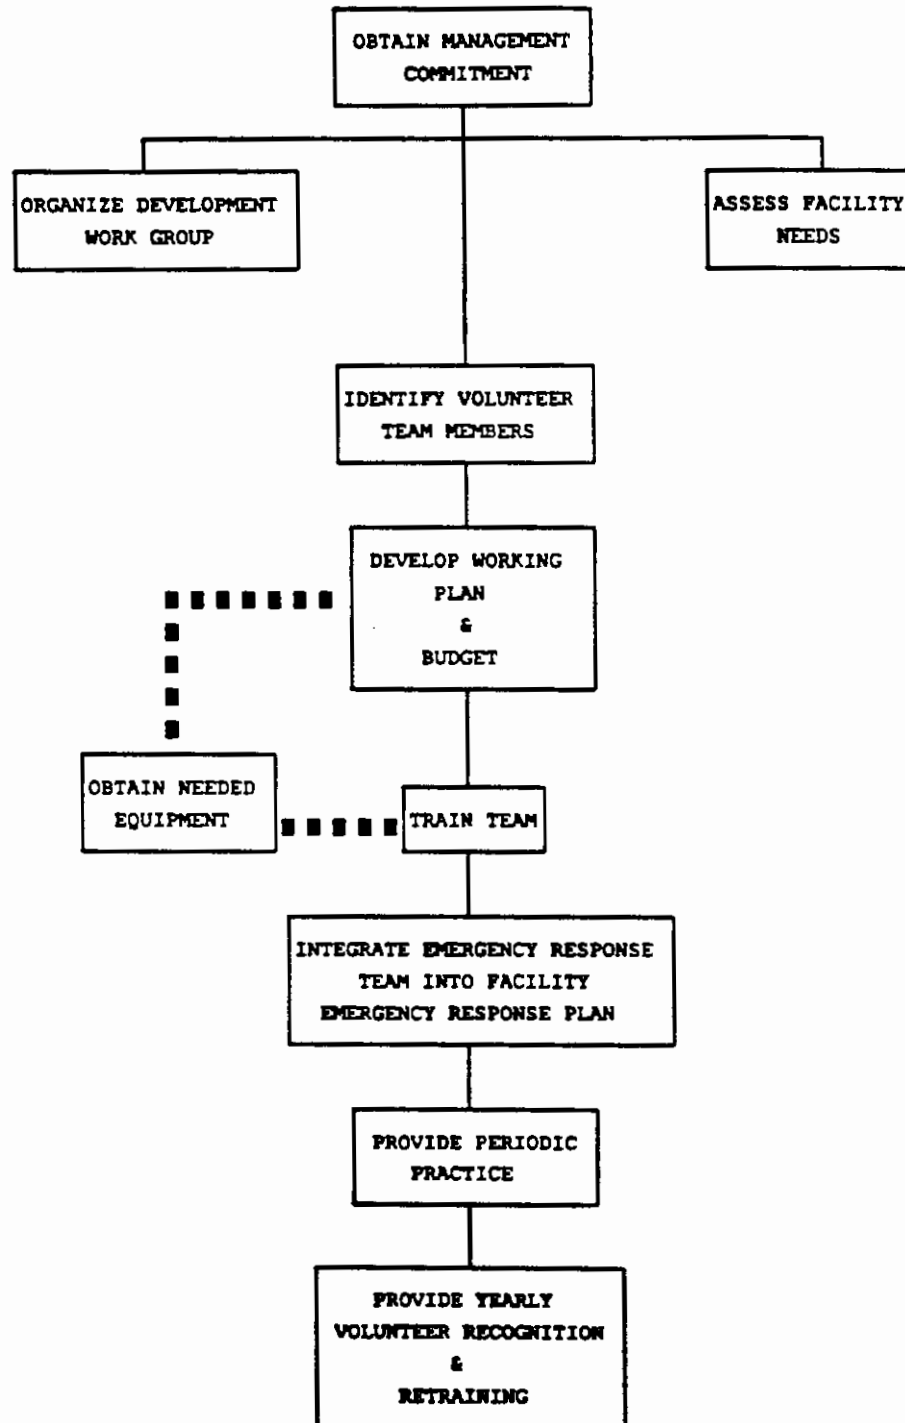 OBTAIN MANAGEMENT
COMMITMENT
ORGANIZE DEVELOPMENT
WORK GROUP
ASSESS FACILITY
NEEDS
IDENTIFY VOLUNTEER
TEAM MEMBERS
DEVELOP WORKING
PLAN
&
BUDGET
OBTAIN NEEDED
EQUIPMENT
TRAIN TEAM
INTEGRATE EMERGENCY RESPONSE
TEAM INTO FACILITY
EMERGENCY RESPONSE PLAN
PROVIDE PERIODIC
PRACTICE
PROVIDE YEARLY
VOLUNTEER RECOGNITION
&
RETRAINING